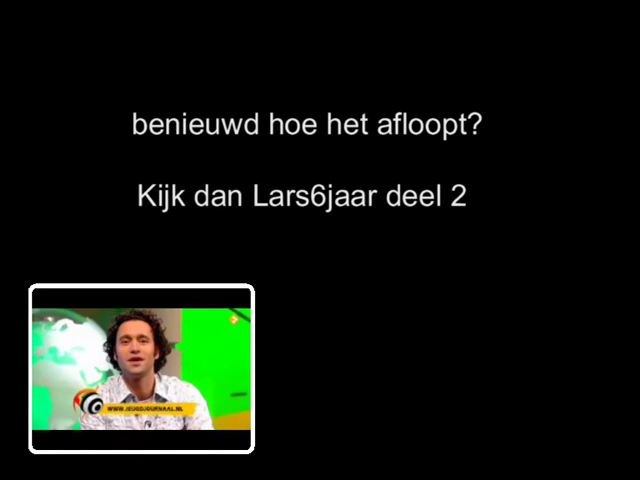 benieuwd hoe het afloopt?
Kijk dan Lars6jaar deel 2
WWW.JEUGDJOURNAAL.NL